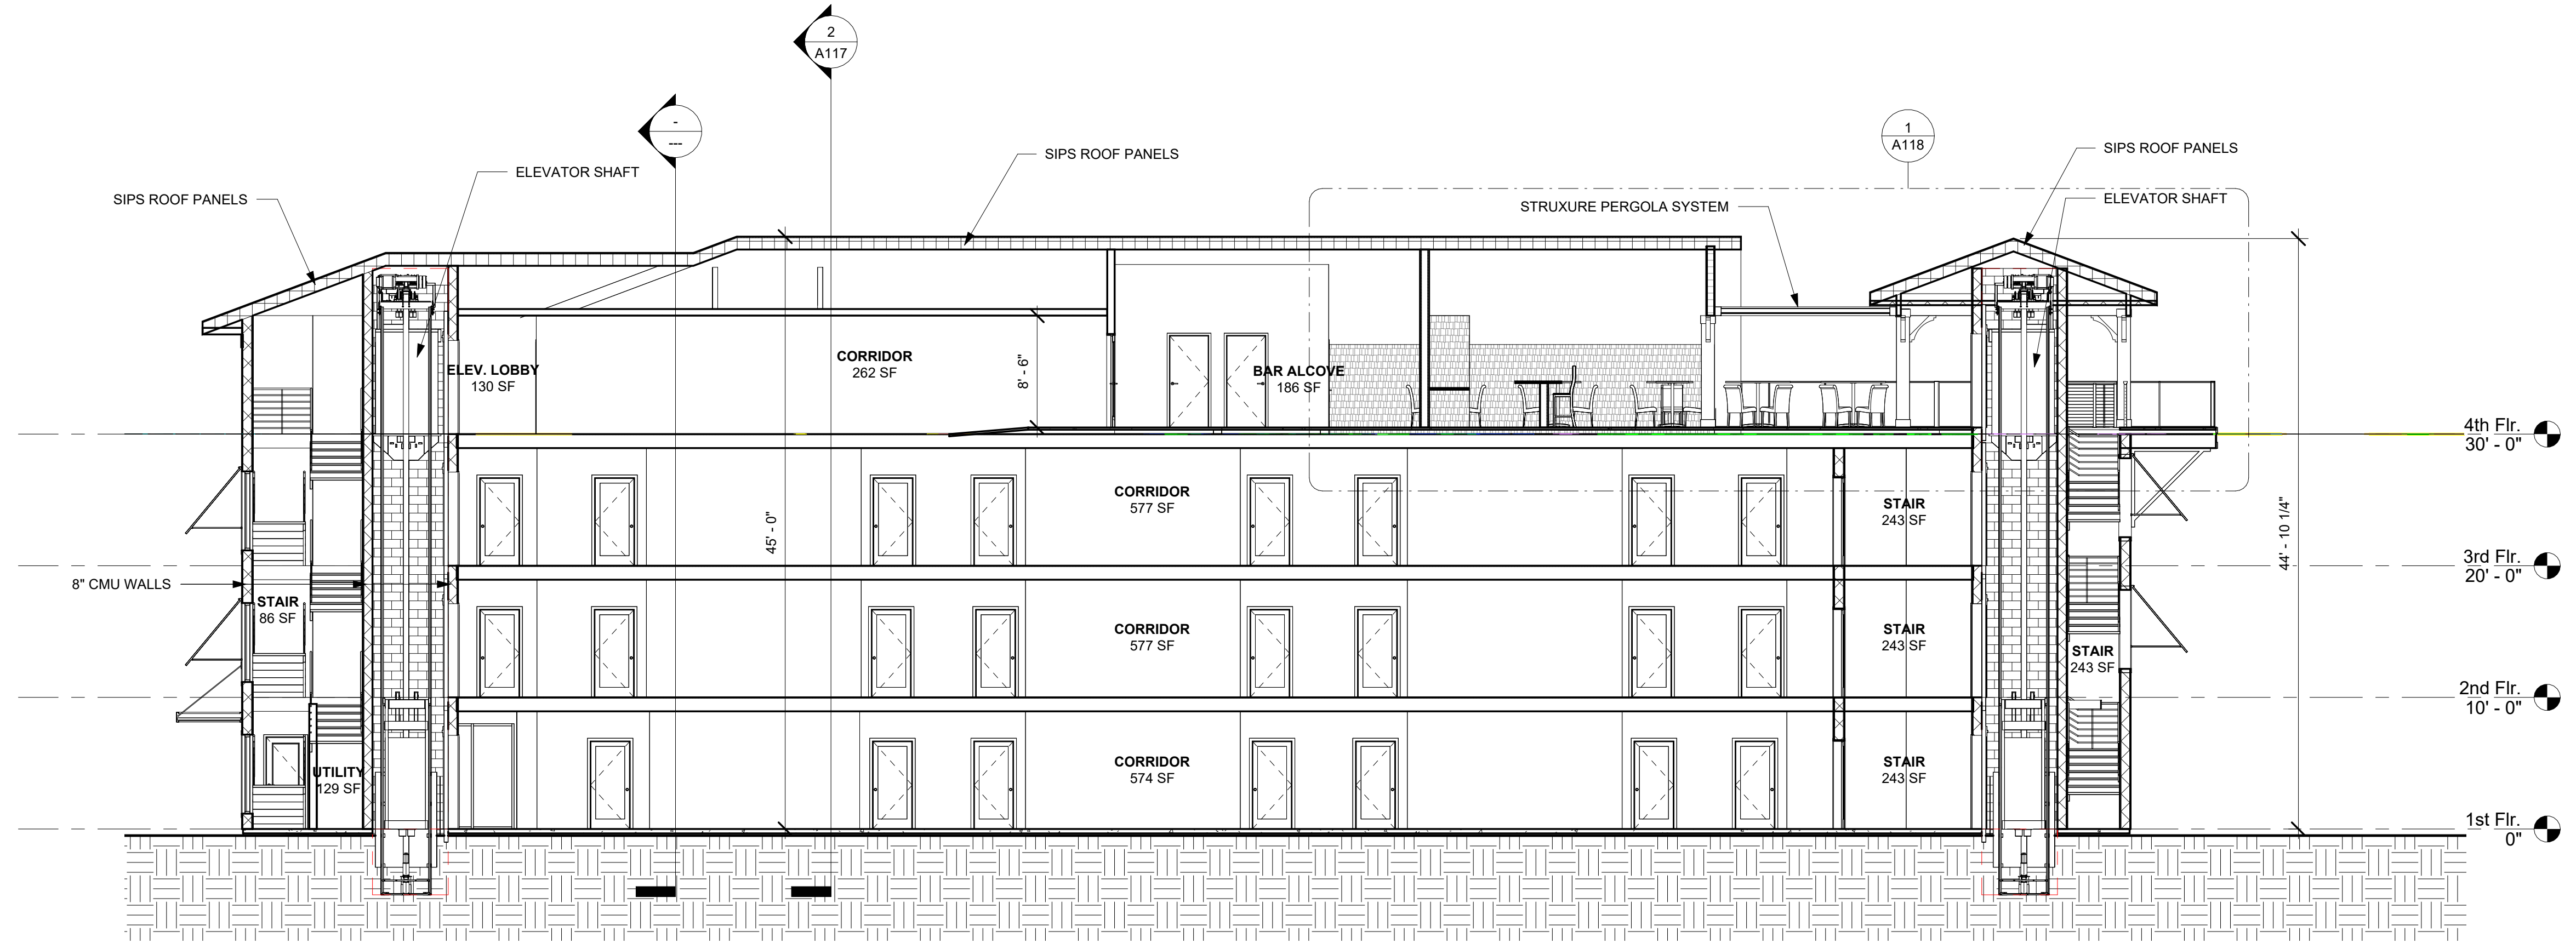 2
A117
-
---
SIPS ROOF PANELS
ELEVATOR SHAFT
SIPS ROOF PANELS
1
A118
SIPS ROOF PANELS
STRUXURE PERGOLA SYSTEM
ELEVATOR SHAFT
ELEV. LOBBY
130 SF
CORRIDOR
262 SF
8' - 6"
BAR ALCOVE
186 SF
4th Flr.
30' - 0"
CORRIDOR
577 SF
STAIR
243 SF
45' - 0"
44' - 10 1/4"
3rd Flr.
20' - 0"
8" CMU WALLS
STAIR
86 SF
CORRIDOR
577 SF
STAIR
243 SF
STAIR
243 SF
2nd Flr.
10' - 0"
UTILITY
129 SF
CORRIDOR
574 SF
STAIR
243 SF
1st Flr.
0"